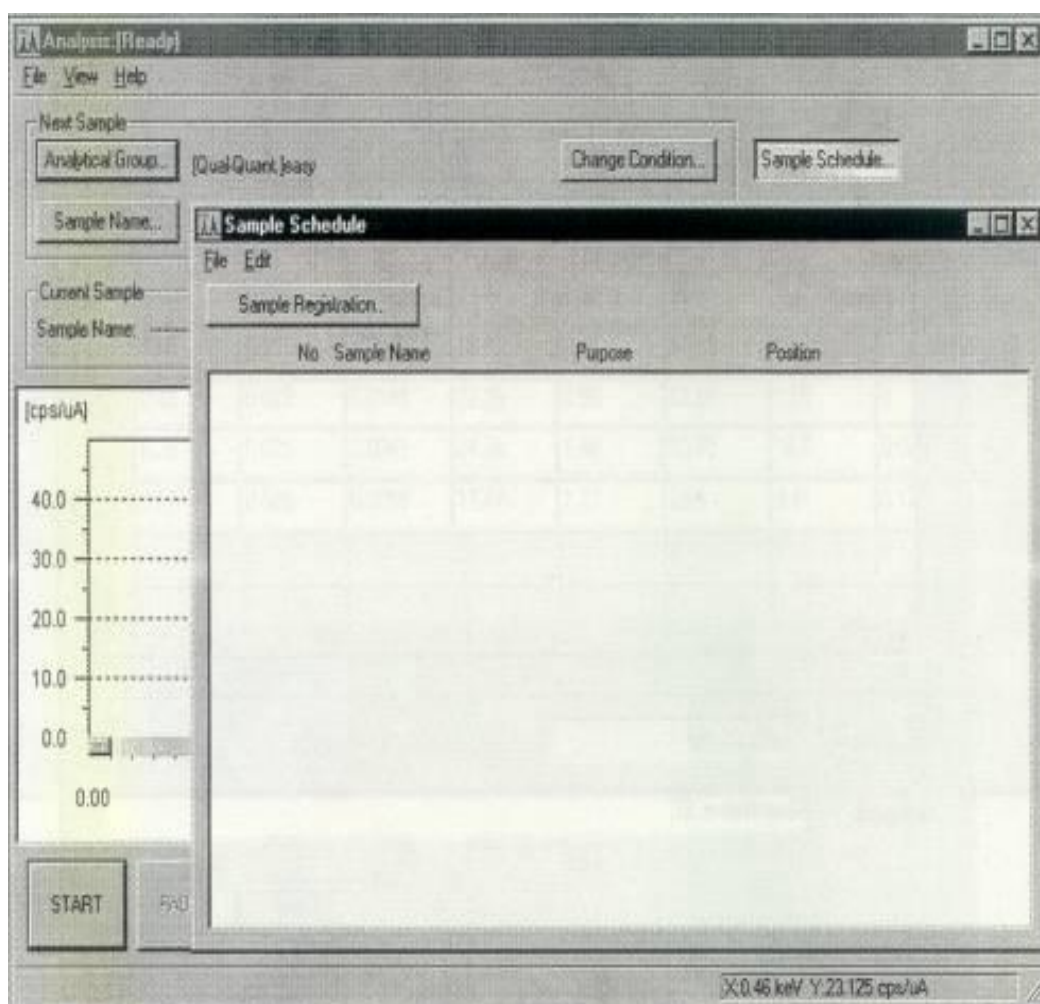 Analysis:[Ready]
File View Help
Next Sample
Analytical Group... [Qual-Quant.]easy Change Condition... Sample Schedule...
Sample Name...
Sample Schedule
File Edit
Current Sample
Sample Registration...
Sample Name: -----
No Sample Name Purpose Position
[cps/uA]
40.0
30.0
20.0
10.0
0.0
0.00
START
X:0.46 keV Y:23.125 cps/uA